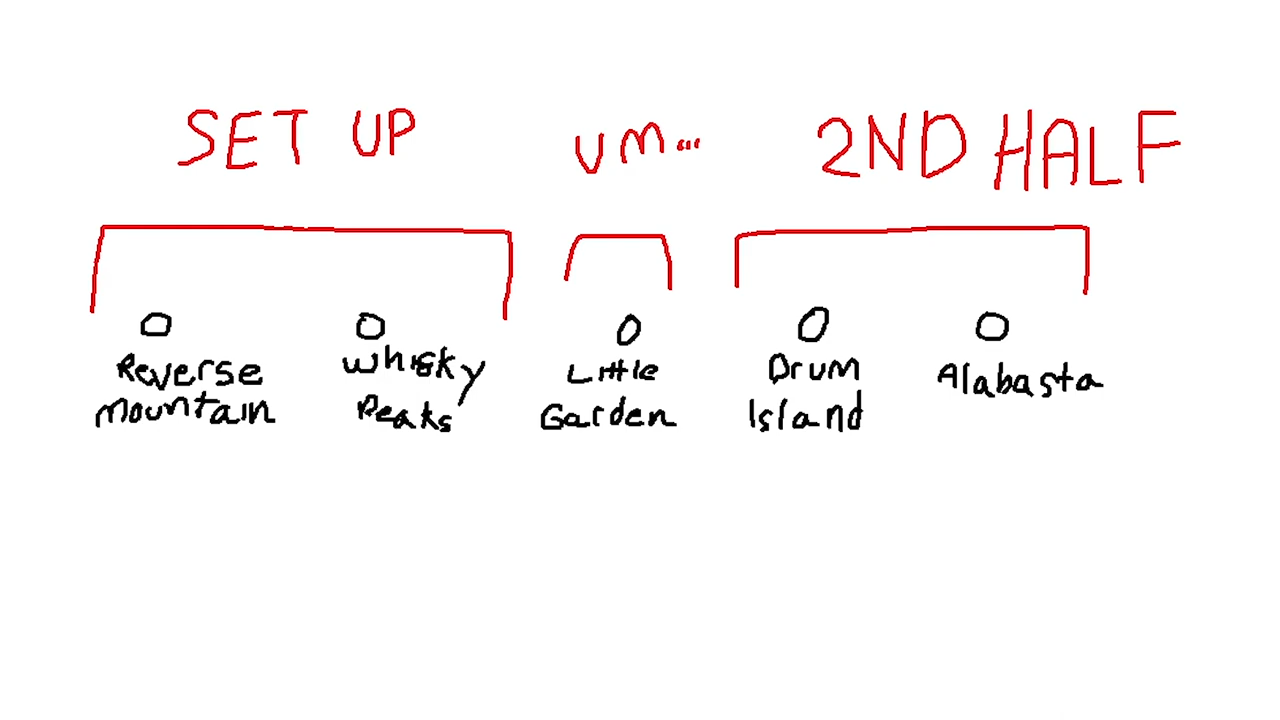 SET UP
UM...
2ND HALF
Reverse
Mountain
Whisky
Peaks
Little
Garden
Drum
Island
Alabasta